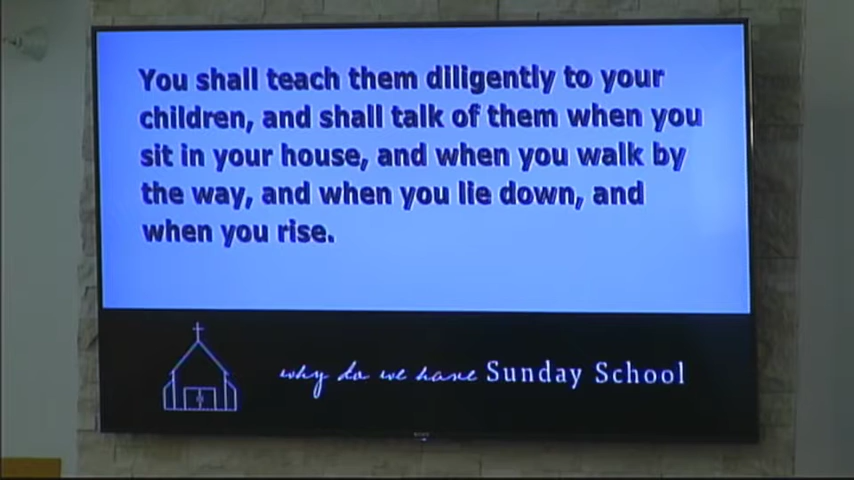 You shall teach them diligently to your
children, and shall talk of them when you
sit in your house, and when you walk by
the way, and when you lie down, and
when you rise.
why do we have Sunday School